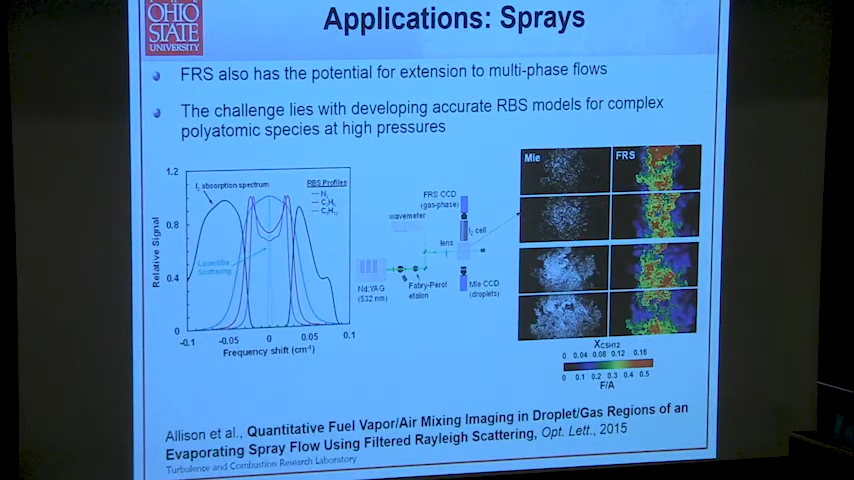 OHIO
STATE
UNIVERSITY
Applications: Sprays
FRS also has the potential for extension to multi-phase flows
The challenge lies with developing accurate RBS models for complex
polyatomic species at high pressures
1.2
0.8
0.4
0
Relative Signal
I2 absorption spectrum
RBS Profiles
N2
Laser/Mie
Scattering
-0.1
-0.05
0
0.05
0.1
Frequency shift (cm-1)
FRS CCD
(gas-phase)
wavemeter
I2 cell
lens
Nd:YAG
(532 nm)
Fabry-Perot
etalon
Mie CCD
(droplets)
Mie
FRS
XC5H12
0 0.04 0.08 0.12 0.16
0 0.1 0.2 0.3 0.4 0.5
F/A
Allison et al., Quantitative Fuel Vapor/Air Mixing Imaging in Droplet/Gas Regions of an
Evaporating Spray Flow Using Filtered Rayleigh Scattering, Opt. Lett., 2015
Turbulence and Combustion Research Laboratory